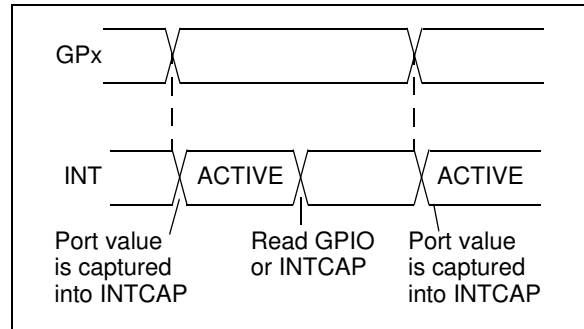 GPx
INT
ACTIVE
ACTIVE
Port value
is captured
into INTCAP
Read GPIO
or INTCAP
Port value
is captured
into INTCAP